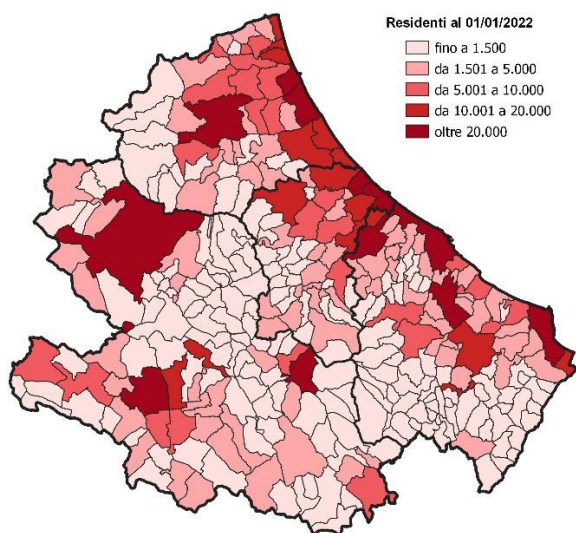 Residenti al 01/01/2022
fino a 1.500
da 1.501 a 5.000
da 5.001 a 10.000
da 10.001 a 20.000
oltre 20.000